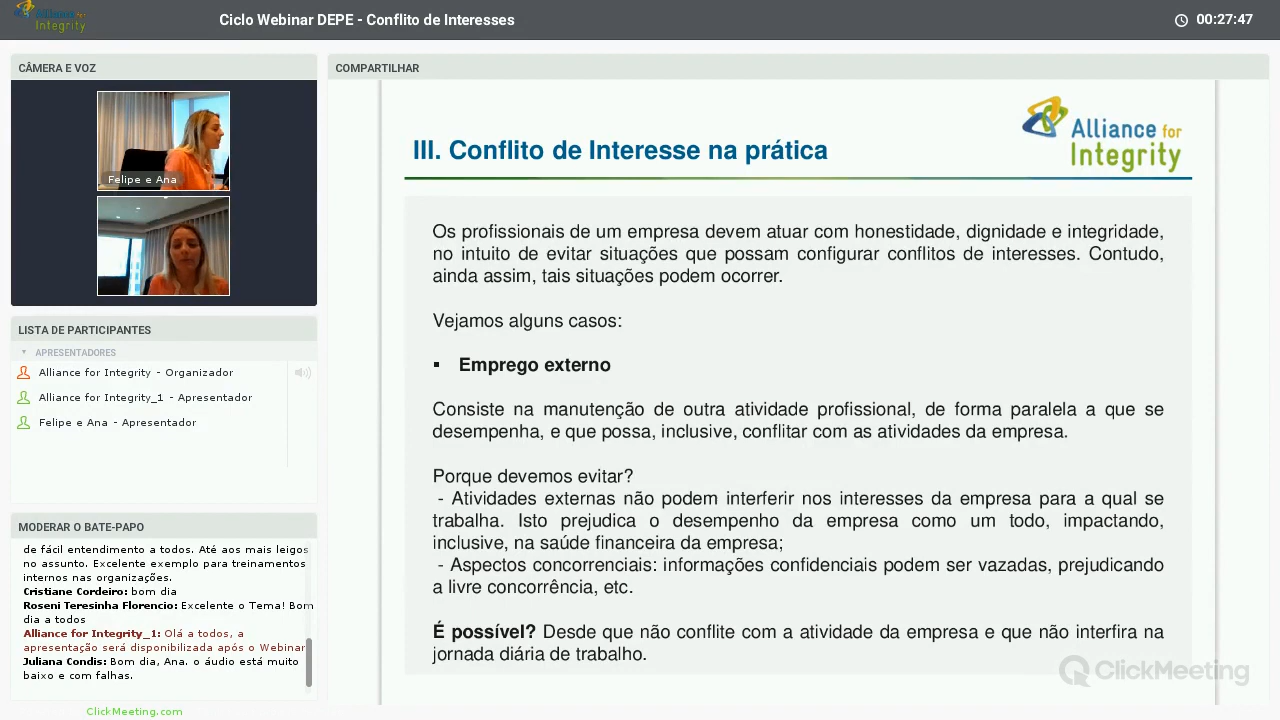 Alliance for
Integrity
Ciclo Webinar DEPE - Conflito de Interesses
00:27:47
CÂMERA E VOZ
Felipe e Ana
LISTA DE PARTICIPANTES
APRESENTADORES
Alliance for Integrity - Organizador
Alliance for Integrity_1 - Apresentador
Felipe e Ana - Apresentador
MODERAR O BATE-PAPO
de fácil entendimento a todos. Até aos mais leigos
no assunto. Excelente exemplo para treinamentos
internos nas organizações.
Cristiane Cordeiro: bom dia
Roseni Teresinha Florencio: Excelente o Tema! Bom
dia a todos
Alliance for Integrity_1: Olá a todos, a
apresentação será disponibilizada após o Webinar
Juliana Condis: Bom dia, Ana. o áudio está muito
baixo e com falhas.
ClickMeeting.com
COMPARTILHAR
III. Conflito de Interesse na prática
Alliance for
Integrity
Os profissionais de um empresa devem atuar com honestidade, dignidade e integridade,
no intuito de evitar situações que possam configurar conflitos de interesses. Contudo,
ainda assim, tais situações podem ocorrer.
Vejamos alguns casos:
▪ Emprego externo
Consiste na manutenção de outra atividade profissional, de forma paralela a que se
desempenha, e que possa, inclusive, conflitar com as atividades da empresa.
Porque devemos evitar?
- Atividades externas não podem interferir nos interesses da empresa para a qual se
trabalha. Isto prejudica o desempenho da empresa como um todo, impactando,
inclusive, na saúde financeira da empresa;
- Aspectos concorrenciais: informações confidenciais podem ser vazadas, prejudicando
a livre concorrência, etc.
É possível? Desde que não conflite com a atividade da empresa e que não interfira na
jornada diária de trabalho.
ClickMeeting